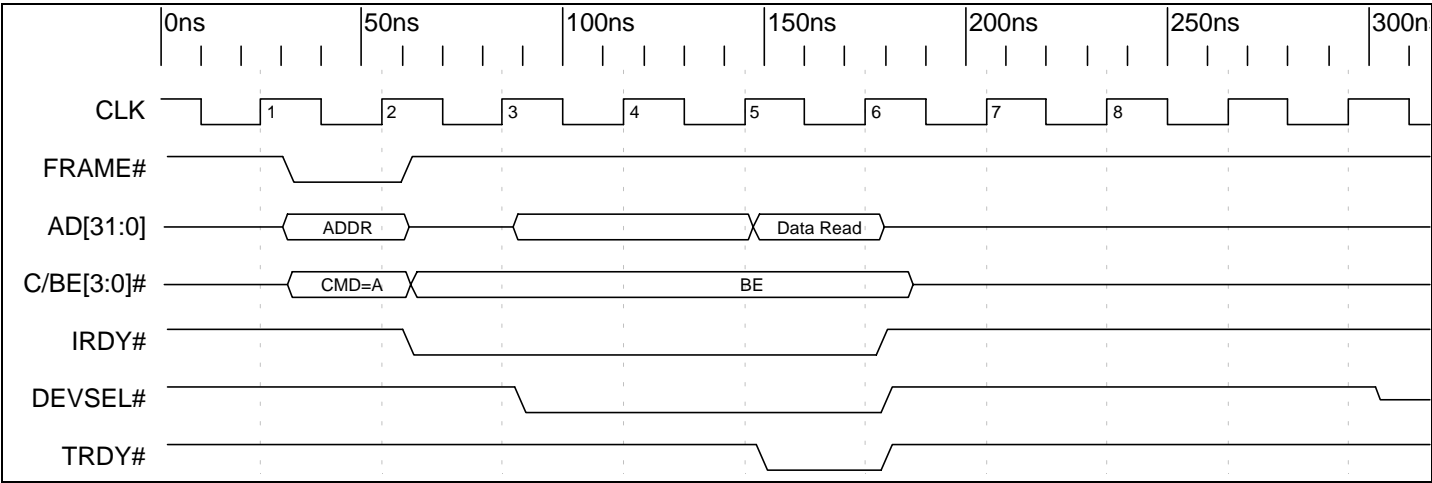 0ns 50ns 100ns 150ns 200ns 250ns 300n
CLK 1 2 3 4 5 6 7 8
FRAME#
AD[31:0] ADDR Data Read
C/BE[3:0]# CMD=A BE
IRDY#
DEVSEL#
TRDY#